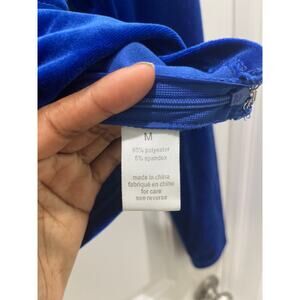 M
95% polyester
5% spandex
made in china
fabriqué en chine
for care
see reverse